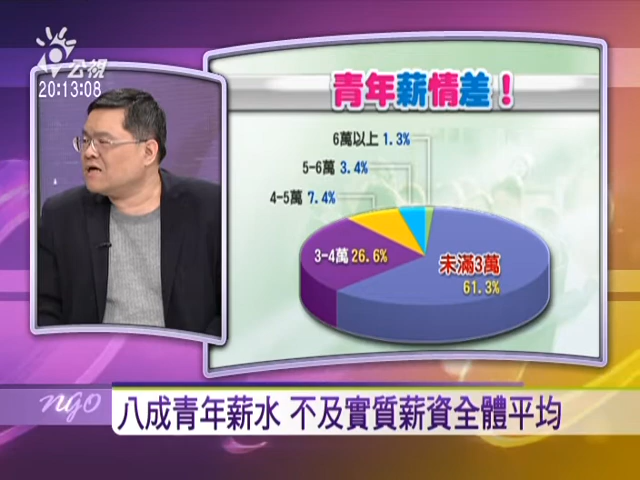 公視
20:13:08
青年薪情差！
6萬以上 1.3%
5-6萬 3.4%
4-5萬 7.4%
3-4萬 26.6%
未滿3萬
61.3%
ngo
八成青年薪水 不及實質薪資全體平均